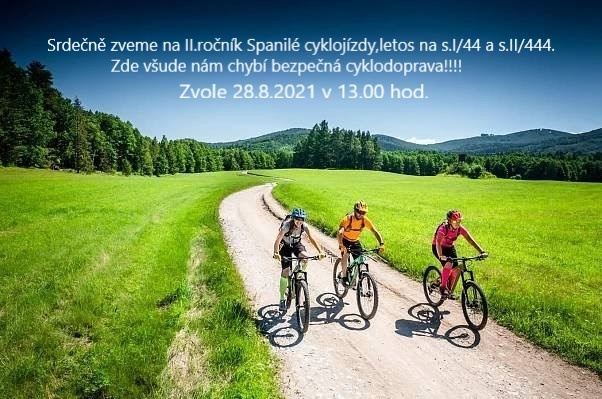 Srdečně zveme na II.ročník Spanilé cyklojízdy,letos na s.I/44 a s.II/444.
Zde všude nám chybí bezpečná cyklodoprava!!!!
Zvole 28.8.2021 v 13.00 hod.